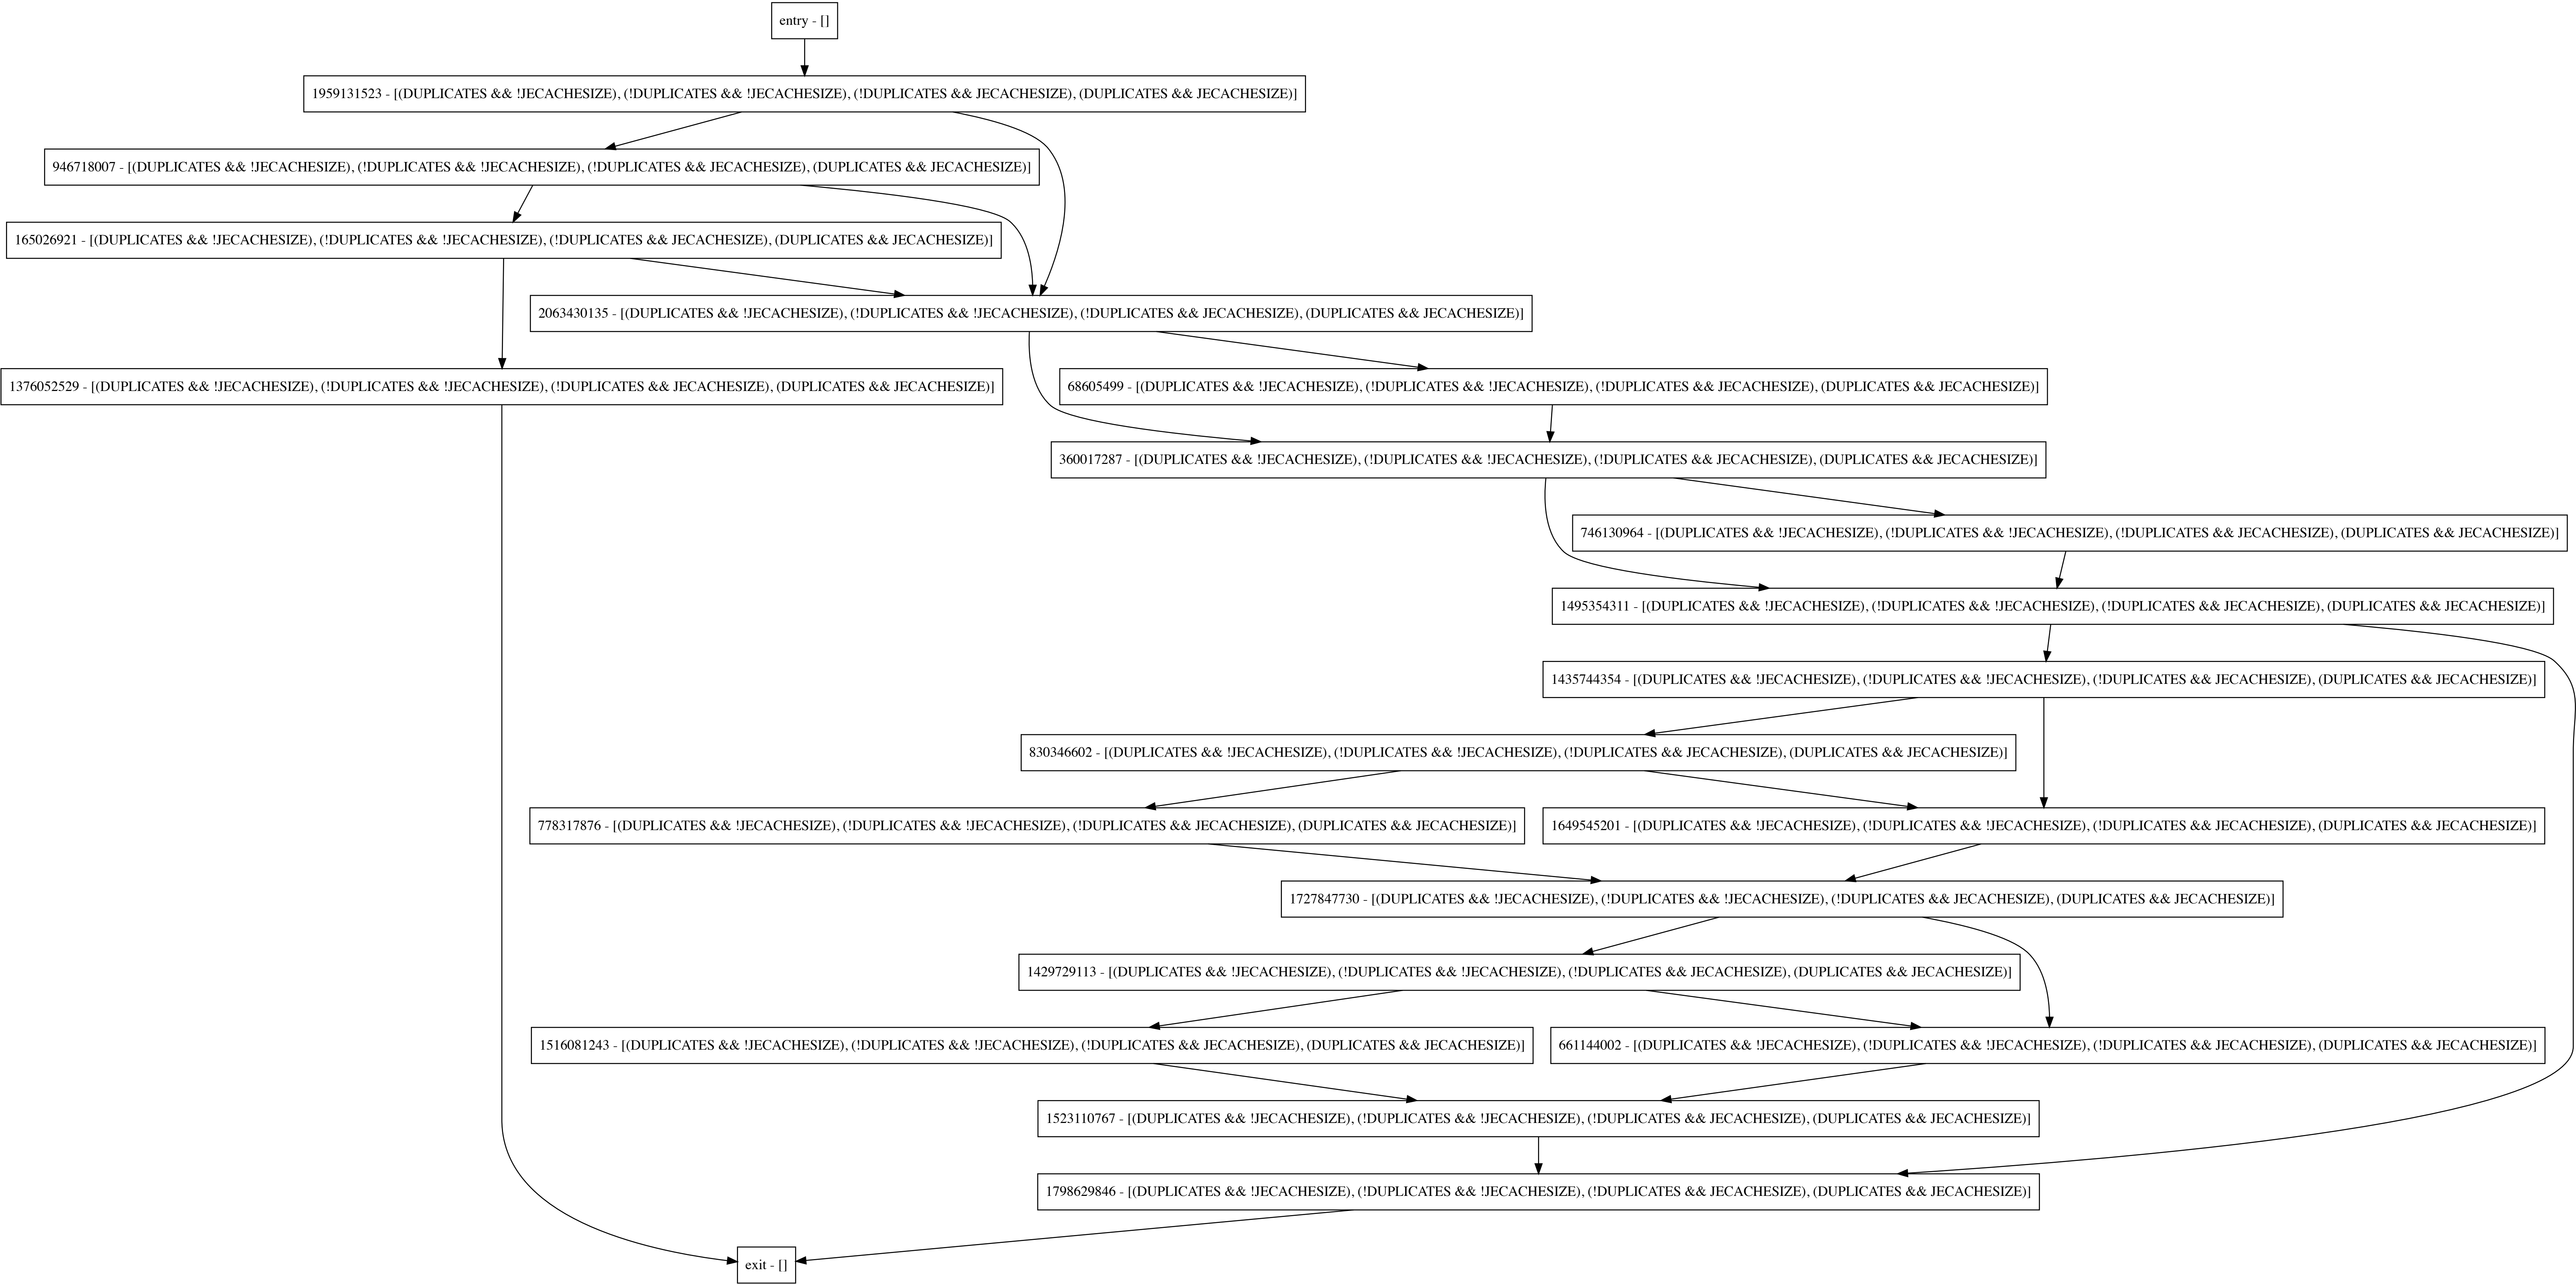 entry - []
1959131523 - [(DUPLICATES && !JECACHESIZE), (!DUPLICATES && !JECACHESIZE), (!DUPLICATES && JECACHESIZE), (DUPLICATES && JECACHESIZE)]
946718007 - [(DUPLICATES && !JECACHESIZE), (!DUPLICATES && !JECACHESIZE), (!DUPLICATES && JECACHESIZE), (DUPLICATES && JECACHESIZE)]
165026921 - [(DUPLICATES && !JECACHESIZE), (!DUPLICATES && !JECACHESIZE), (!DUPLICATES && JECACHESIZE), (DUPLICATES && JECACHESIZE)]
2063430135 - [(DUPLICATES && !JECACHESIZE), (!DUPLICATES && !JECACHESIZE), (!DUPLICATES && JECACHESIZE), (DUPLICATES && JECACHESIZE)]
1376052529 - [(DUPLICATES && !JECACHESIZE), (!DUPLICATES && !JECACHESIZE), (!DUPLICATES && JECACHESIZE), (DUPLICATES && JECACHESIZE)]
68605499 - [(DUPLICATES && !JECACHESIZE), (!DUPLICATES && !JECACHESIZE), (!DUPLICATES && JECACHESIZE), (DUPLICATES && JECACHESIZE)]
360017287 - [(DUPLICATES && !JECACHESIZE), (!DUPLICATES && !JECACHESIZE), (!DUPLICATES && JECACHESIZE), (DUPLICATES && JECACHESIZE)]
746130964 - [(DUPLICATES && !JECACHESIZE), (!DUPLICATES && !JECACHESIZE), (!DUPLICATES && JECACHESIZE), (DUPLICATES && JECACHESIZE)]
1495354311 - [(DUPLICATES && !JECACHESIZE), (!DUPLICATES && !JECACHESIZE), (!DUPLICATES && JECACHESIZE), (DUPLICATES && JECACHESIZE)]
1435744354 - [(DUPLICATES && !JECACHESIZE), (!DUPLICATES && !JECACHESIZE), (!DUPLICATES && JECACHESIZE), (DUPLICATES && JECACHESIZE)]
830346602 - [(DUPLICATES && !JECACHESIZE), (!DUPLICATES && !JECACHESIZE), (!DUPLICATES && JECACHESIZE), (DUPLICATES && JECACHESIZE)]
778317876 - [(DUPLICATES && !JECACHESIZE), (!DUPLICATES && !JECACHESIZE), (!DUPLICATES && JECACHESIZE), (DUPLICATES && JECACHESIZE)]
1649545201 - [(DUPLICATES && !JECACHESIZE), (!DUPLICATES && !JECACHESIZE), (!DUPLICATES && JECACHESIZE), (DUPLICATES && JECACHESIZE)]
1727847730 - [(DUPLICATES && !JECACHESIZE), (!DUPLICATES && !JECACHESIZE), (!DUPLICATES && JECACHESIZE), (DUPLICATES && JECACHESIZE)]
1429729113 - [(DUPLICATES && !JECACHESIZE), (!DUPLICATES && !JECACHESIZE), (!DUPLICATES && JECACHESIZE), (DUPLICATES && JECACHESIZE)]
1516081243 - [(DUPLICATES && !JECACHESIZE), (!DUPLICATES && !JECACHESIZE), (!DUPLICATES && JECACHESIZE), (DUPLICATES && JECACHESIZE)]
661144002 - [(DUPLICATES && !JECACHESIZE), (!DUPLICATES && !JECACHESIZE), (!DUPLICATES && JECACHESIZE), (DUPLICATES && JECACHESIZE)]
1523110767 - [(DUPLICATES && !JECACHESIZE), (!DUPLICATES && !JECACHESIZE), (!DUPLICATES && JECACHESIZE), (DUPLICATES && JECACHESIZE)]
1798629846 - [(DUPLICATES && !JECACHESIZE), (!DUPLICATES && !JECACHESIZE), (!DUPLICATES && JECACHESIZE), (DUPLICATES && JECACHESIZE)]
exit - []